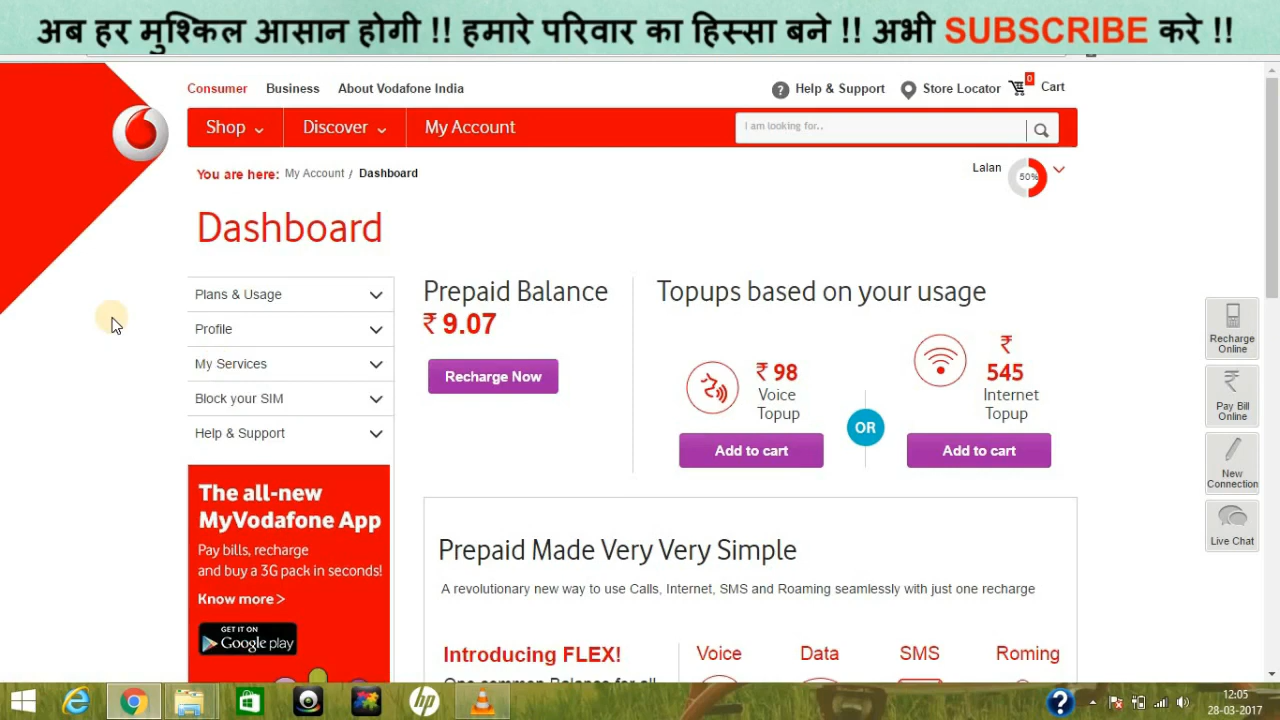 अब हर मुश्किल आसान होगी !! हमारे परिवार का हिस्सा बने !! अभी SUBSCRIBE करे !!
Consumer Business About Vodafone India
Help & Support Store Locator 0 Cart
Shop Discover My Account
I am looking for..
You are here: My Account / Dashboard
Lalan 50%
Dashboard
Plans & Usage
Profile
My Services
Block your SIM
Help & Support
Prepaid Balance
₹ 9.07
Recharge Now
Topups based on your usage
₹ 98
Voice
Topup
Add to cart
OR
₹
545
Internet
Topup
Add to cart
Recharge
Online
Pay Bill
Online
New
Connection
Live Chat
The all-new
MyVodafone App
Pay bills, recharge
and buy a 3G pack in seconds!
Know more >
GET IT ON
Google play
Prepaid Made Very Very Simple
A revolutionary new way to use Calls, Internet, SMS and Roaming seamlessly with just one recharge
Introducing FLEX!
Voice Data SMS Roming
hp
12:05
28-03-2017